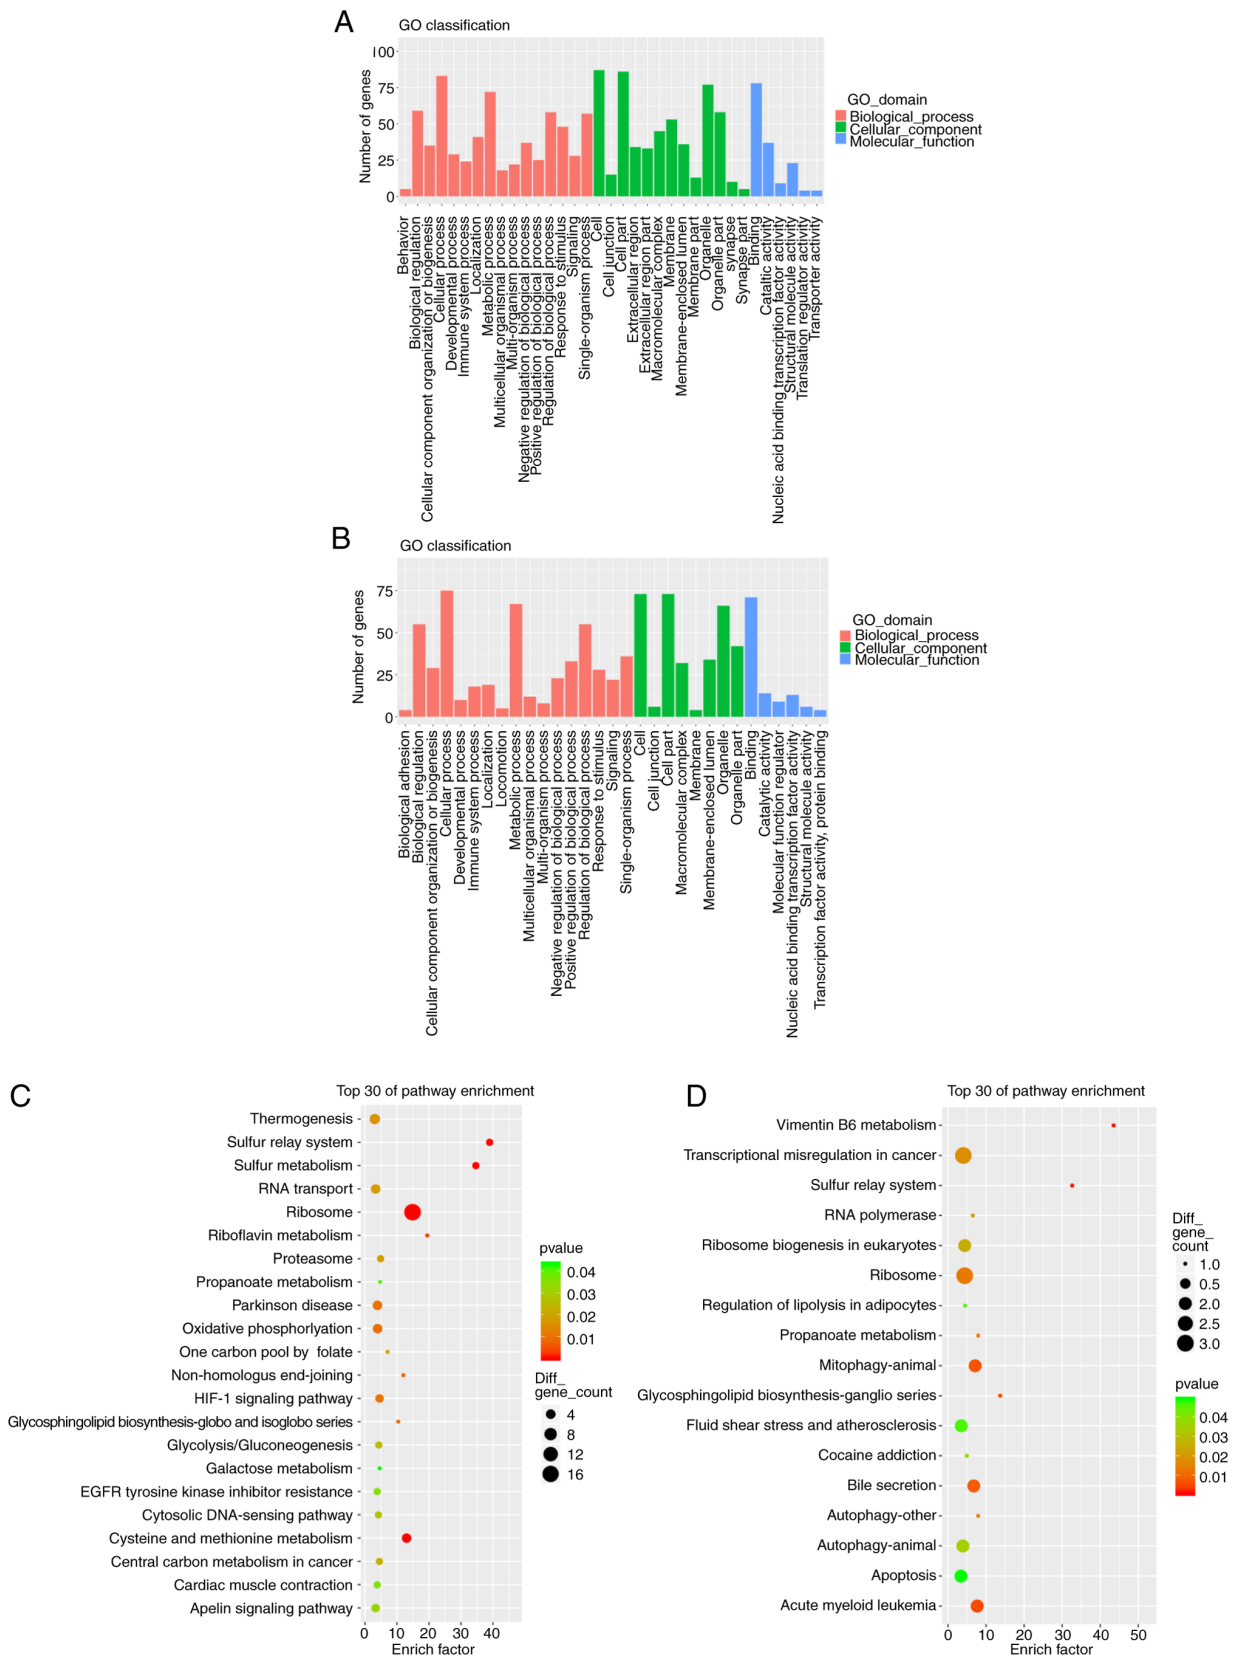 A
GO classification
100
75
50
25
0
Number of genes
GO_domain
Biological_process
Cellular_component
Molecular_function
Behavior
Biological regulation
Cellular component organization or biogenesis
Cellular process
Developmental process
Immune system process
Localization
Metabolic process
Multicellular organismal process
Multi-organism process
Negative regulation of biological process
Positive regulation of biological process
Regulation of biological process
Response to stimulus
Signaling
Single-organism process
Cell
Cell junction
Cell part
Extracellular region
Extracellular region part
Macromolecular complex
Membrane
Membrane-enclosed lumen
Membrane part
Organelle
Organelle part
synapse
Synapse part
Binding
Cataltic activity
Nucleic acid binding transcription factor activity
Structural molecule activity
Translation regulator activity
Transporter activity
B
GO classification
75
50
25
0
Number of genes
GO_domain
Biological_process
Cellular_component
Molecular_function
Biological adhesion
Biological regulation
Cellular component organization or biogenesis
Cellular process
Developmental process
Immune system process
Localization
Locomotion
Metabolic process
Multicellular organismal process
Multi-organism process
Negative regulation of biological process
Positive regulation of biological process
Regulation of biological process
Response to stimulus
Signaling
Single-organism process
Cell
Cell junction
Cell part
Macromolecular complex
Membrane
Membrane-enclosed lumen
Organelle
Organelle part
Binding
Catalytic activity
Molecular function regulator
Nucleic acid binding transcription factor activity
Structural molecule activity
Transcription factor activity, protein binding
C
Top 30 of pathway enrichment
Thermogenesis
Sulfur relay system
Sulfur metabolism
RNA transport
Ribosome
Riboflavin metabolism
Proteasome
Propanoate metabolism
Parkinson disease
Oxidative phosphorlyation
One carbon pool by folate
Non-homologus end-joining
HIF-1 signaling pathway
Glycosphingolipid biosynthesis-globo and isoglobo series
Glycolysis/Gluconeogenesis
Galactose metabolism
EGFR tyrosine kinase inhibitor resistance
Cytosolic DNA-sensing pathway
Cysteine and methionine metabolism
Central carbon metabolism in cancer
Cardiac muscle contraction
Apelin signaling pathway
0 10 20 30 40
Enrich factor
pvalue
0.04
0.03
0.02
0.01
Diff_
gene_count
4
8
12
16
D
Top 30 of pathway enrichment
Vimentin B6 metabolism
Transcriptional misregulation in cancer
Sulfur relay system
RNA polymerase
Ribosome biogenesis in eukaryotes
Ribosome
Regulation of lipolysis in adipocytes
Propanoate metabolism
Mitophagy-animal
Glycosphingolipid biosynthesis-ganglio series
Fluid shear stress and atherosclerosis
Cocaine addiction
Bile secretion
Autophagy-other
Autophagy-animal
Apoptosis
Acute myeloid leukemia
0 10 20 30 40 50
Enrich factor
Diff_
gene_
count
1.0
0.5
2.0
2.5
3.0
pvalue
0.04
0.03
0.02
0.01